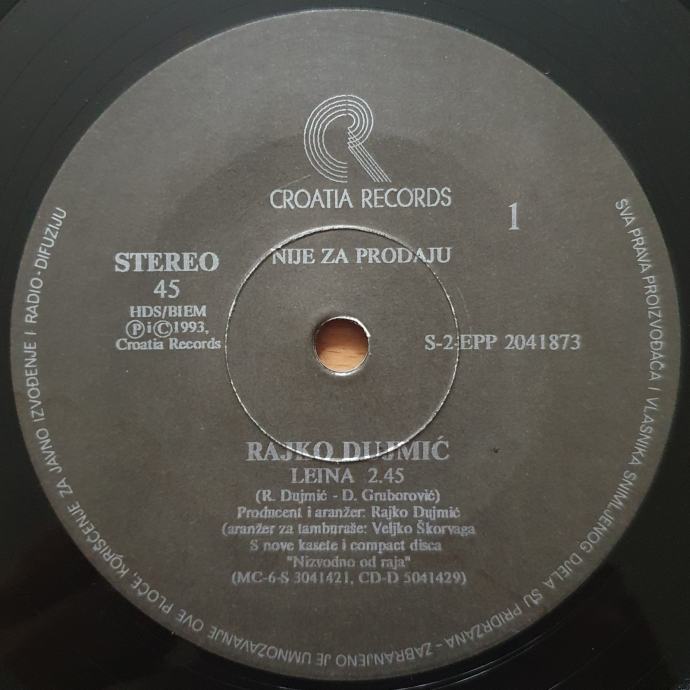 CROATIA RECORDS
1
NIJE ZA PRODAJU
STEREO
45
HDS/BIEM
Ⓟ i © 1993.
Croatia Records
S-2-EPP 2041873
RAJKO DUJMIĆ
LEINA 2.45
(R. Dujmić - D. Gruborović)
Producent i aranžer: Rajko Dujmić
(aranžer za tamburaše: Veljko Škorvaga
S nove kasete i compact disca
"Nizvodno od raja"
(MC-6-S 3041421, CD-D 5041429)
SVA PRAVA PROIZVOĐAČA I VLASNIKA SNIMLJENOG DJELA SU PRIDRZANA - ZABRANJENO JE UMNOZAVANJE OVE PLOČE, KORIŠĆENJE ZA JAVNO IZVOĐENJE I RADIO-DIFUZIJU